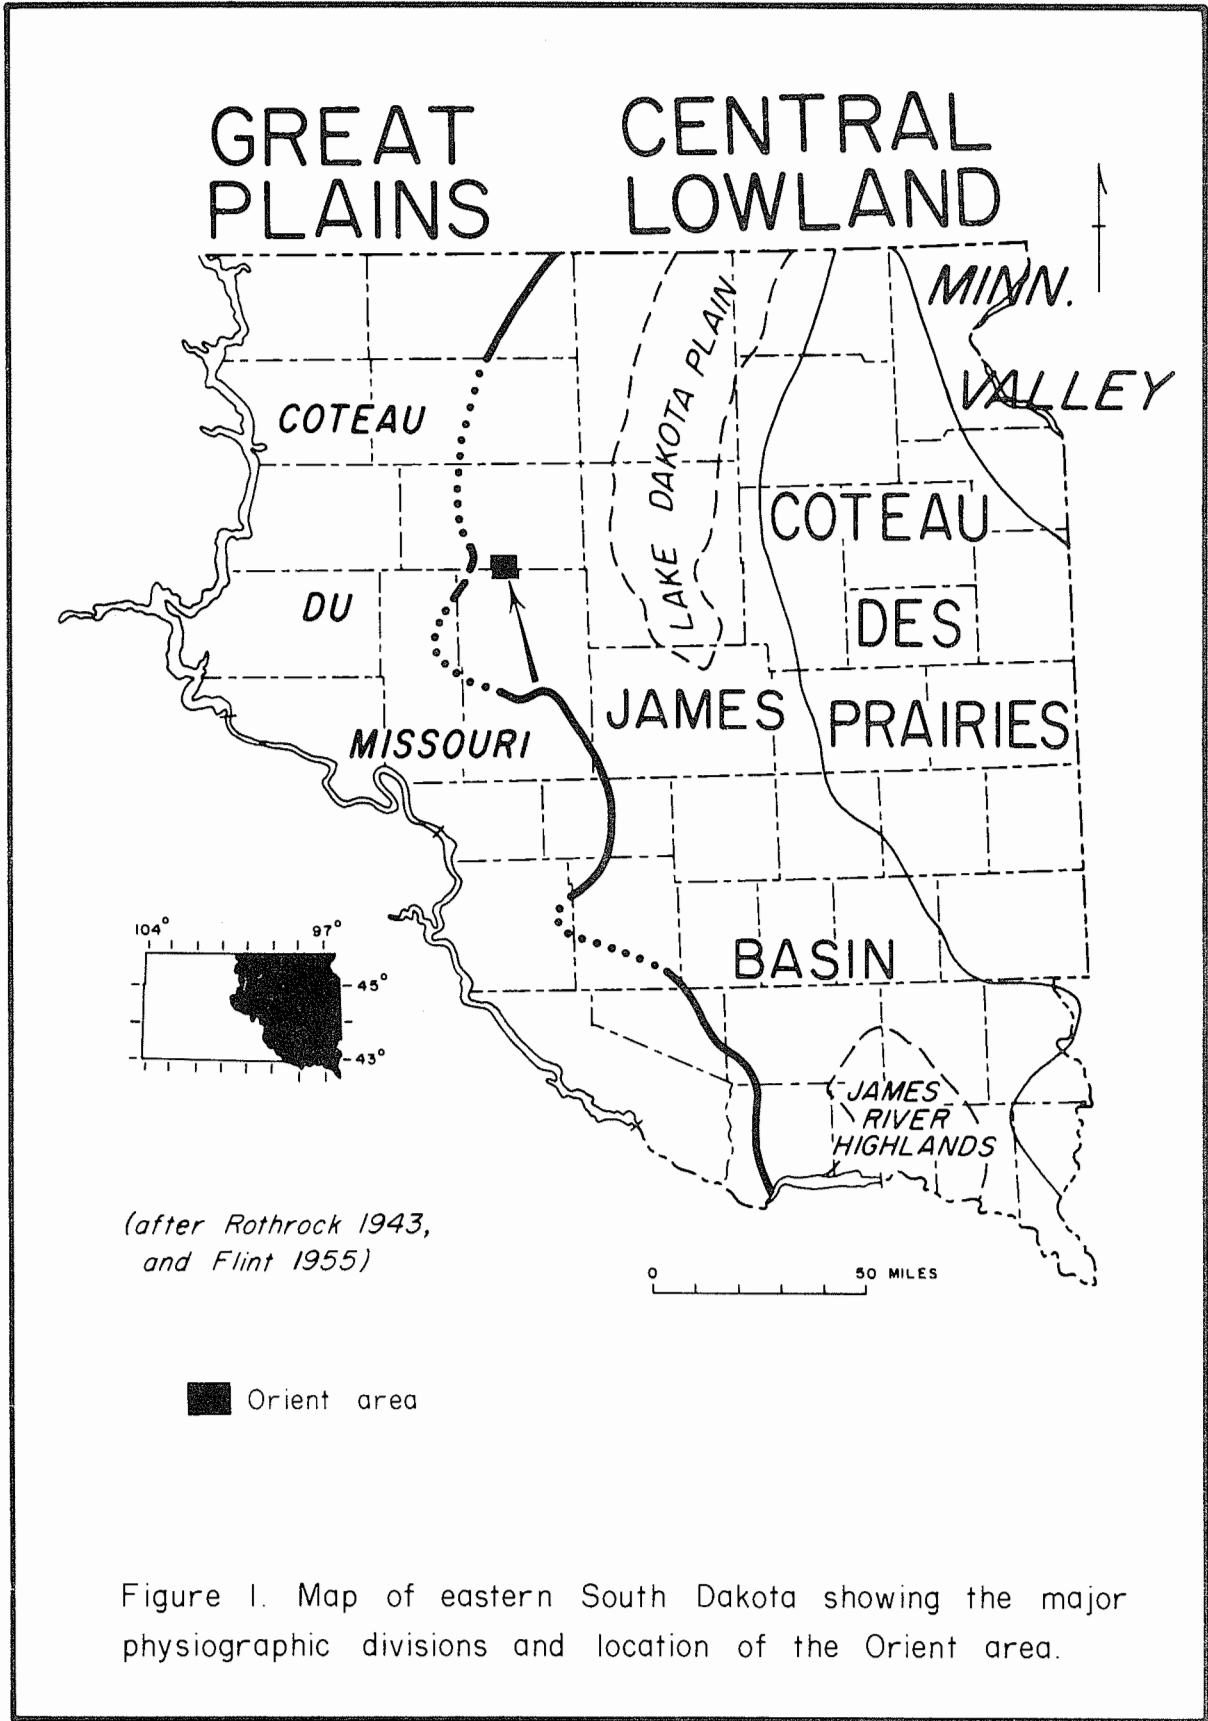 GREAT
PLAINS
CENTRAL
LOWLAND
MINN.
VALLEY
LAKE DAKOTA PLAIN
COTEAU
DU
MISSOURI
COTEAU
DES
PRAIRIES
JAMES
BASIN
104°
97°
45°
43°
JAMES
RIVER
HIGHLANDS
(after Rothrock 1943,
and Flint 1955)
0
50 MILES
Orient area
Figure 1. Map of eastern South Dakota showing the major
physiographic divisions and location of the Orient area.